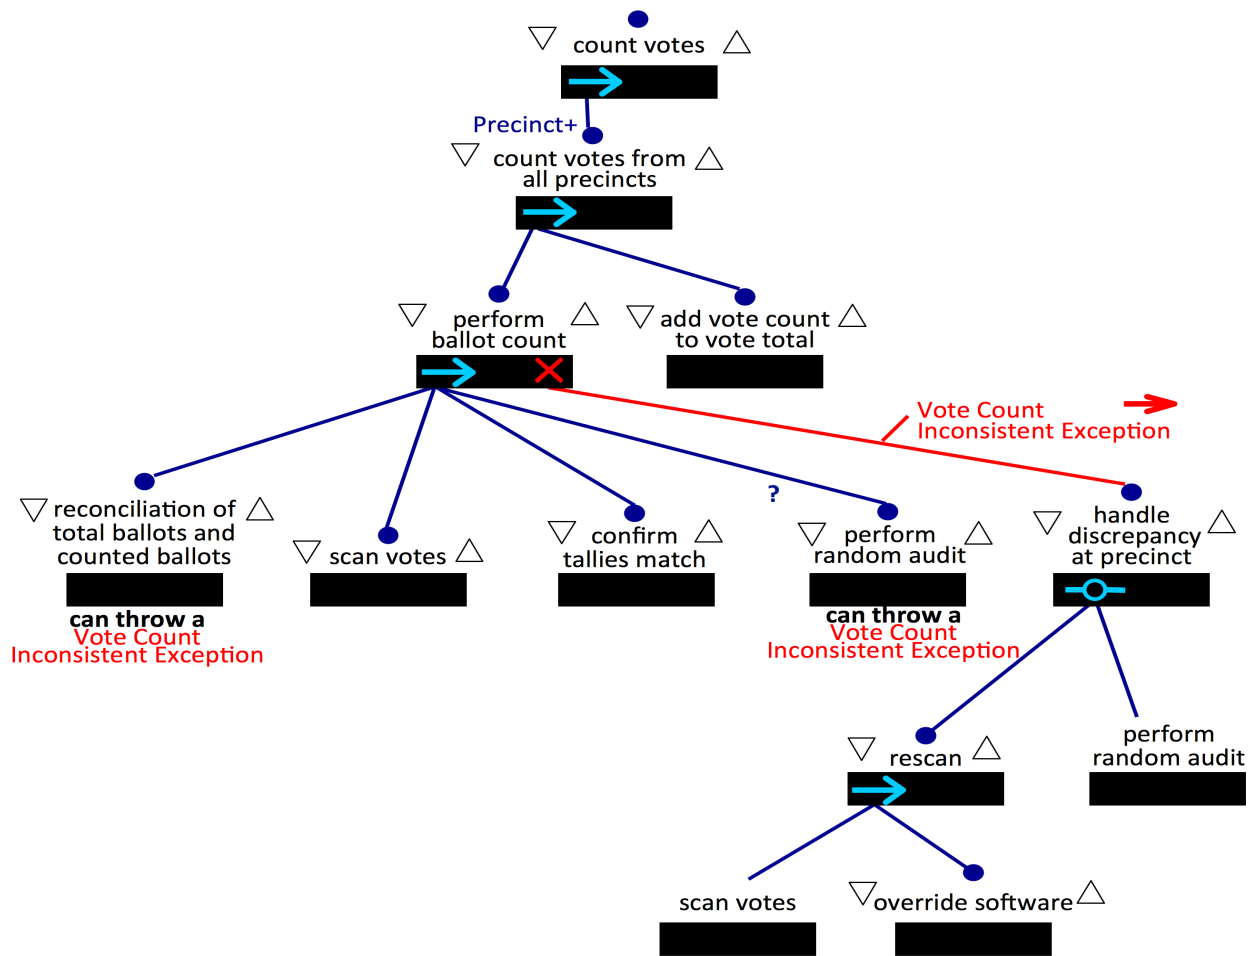 count votes
Precinct+
count votes from
all precincts
perform
ballot count
add vote count
to vote total
Vote Count
Inconsistent Exception
?
reconciliation of
total ballots and
counted ballots
can throw a
Vote Count
Inconsistent Exception
scan votes
confirm
tallies match
perform
random audit
can throw a
Vote Count
Inconsistent Exception
handle
discrepancy
at precinct
rescan
perform
random audit
scan votes
override software